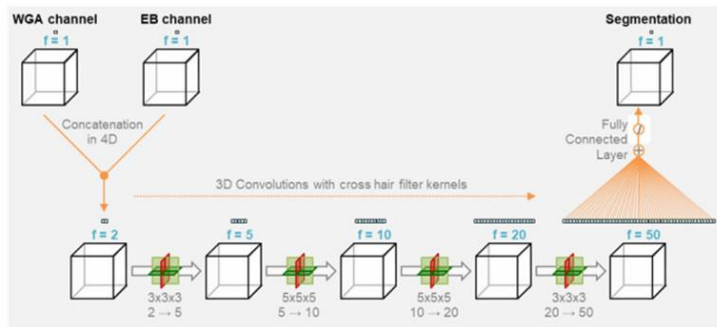 WGA channel
EB channel
Segmentation
f = 1
f = 1
f = 1
Concatenation
in 4D
Fully
Connected
Layer
3D Convolutions with cross hair filter kernels
f = 2
f = 5
f = 10
f = 20
f = 50
3x3x3
2 → 5
5x5x5
5 → 10
5x5x5
10 → 20
3x3x3
20 → 50